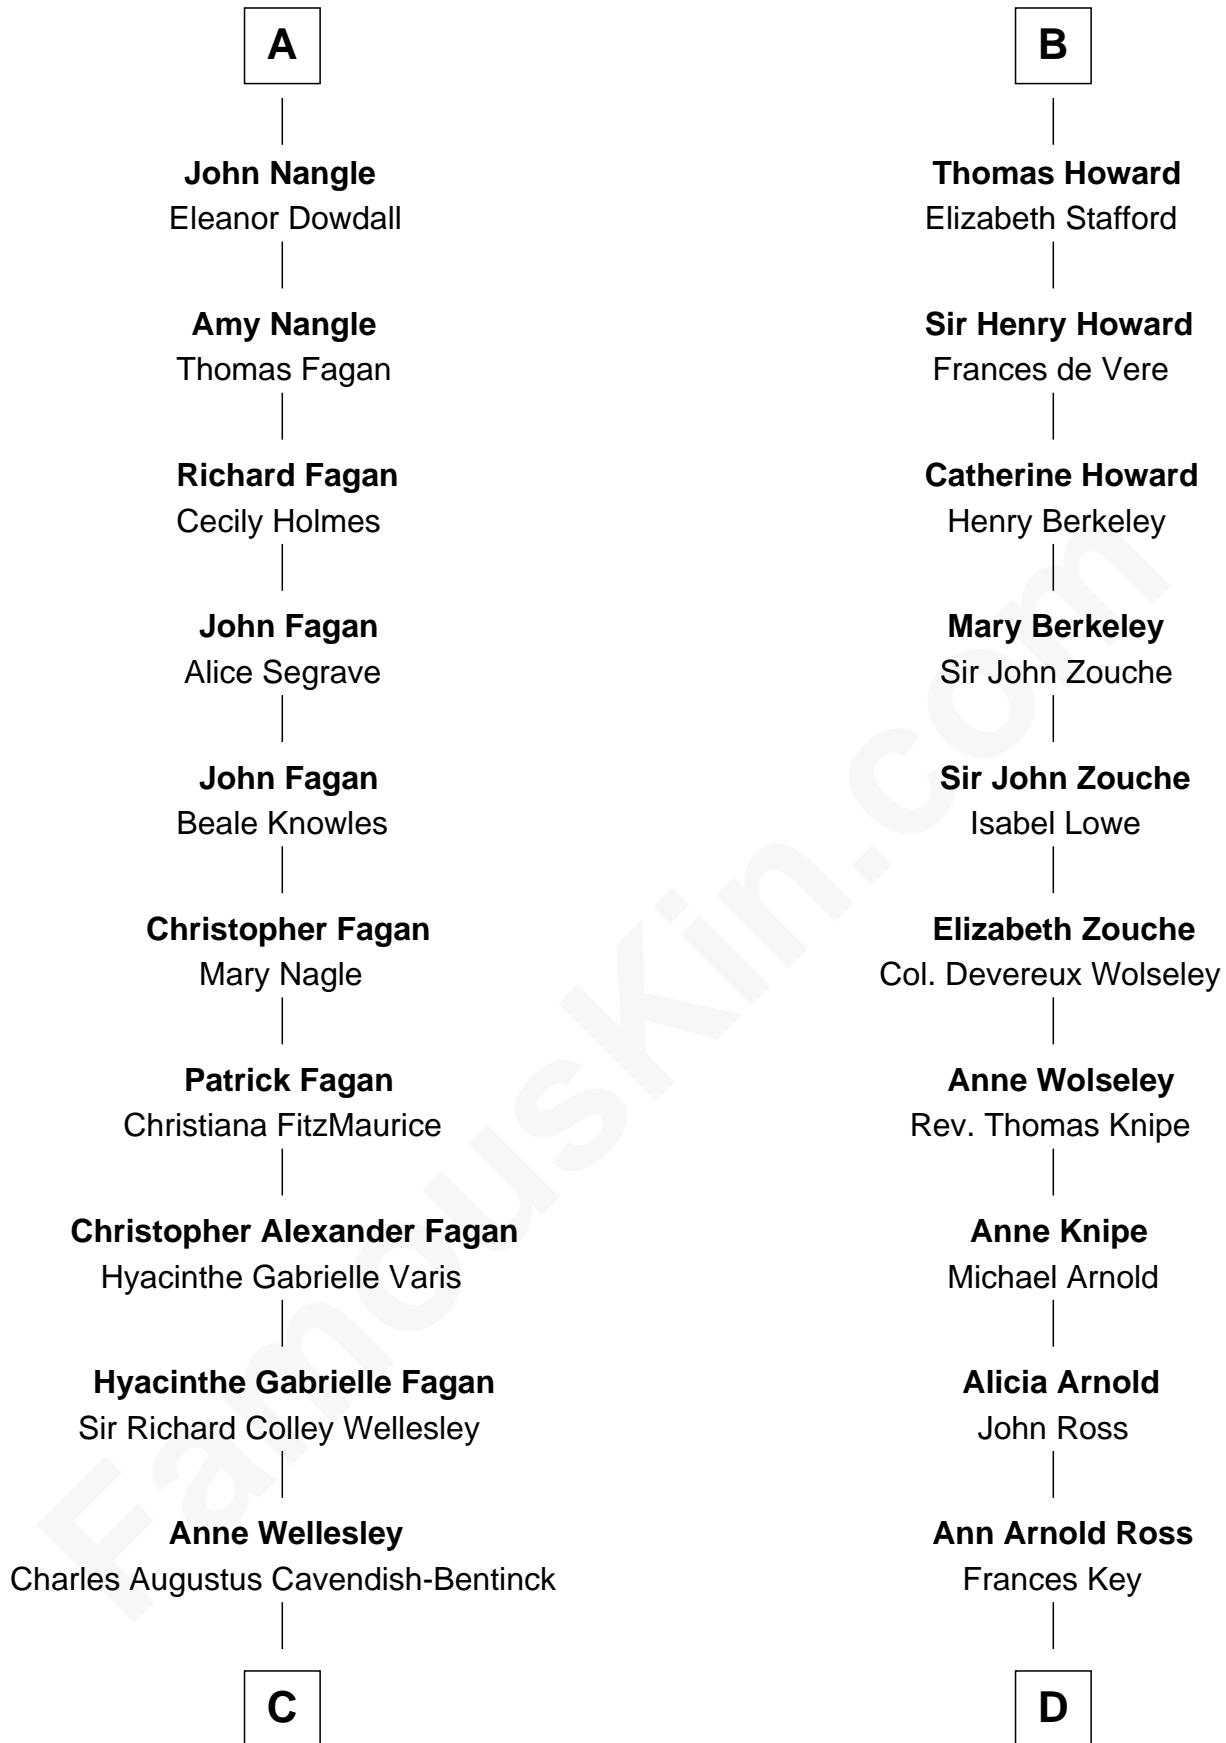 A
John Nangle
Eleanor Dowdall
Amy Nangle
Thomas Fagan
Richard Fagan
Cecily Holmes
John Fagan
Alice Segrave
John Fagan
Beale Knowles
Christopher Fagan
Mary Nagle
Patrick Fagan
Christiana FitzMaurice
Christopher Alexander Fagan
Hyacinthe Gabrielle Varis
Hyacinthe Gabrielle Fagan
Sir Richard Colley Wellesley
Anne Wellesley
Charles Augustus Cavendish-Bentinck
C
B
Thomas Howard
Elizabeth Stafford
Sir Henry Howard
Frances de Vere
Catherine Howard
Henry Berkeley
Mary Berkeley
Sir John Zouche
Sir John Zouche
Isabel Lowe
Elizabeth Zouche
Col. Devereux Wolseley
Anne Wolseley
Rev. Thomas Knipe
Anne Knipe
Michael Arnold
Alicia Arnold
John Ross
Ann Arnold Ross
Frances Key
D
FamousKin.com